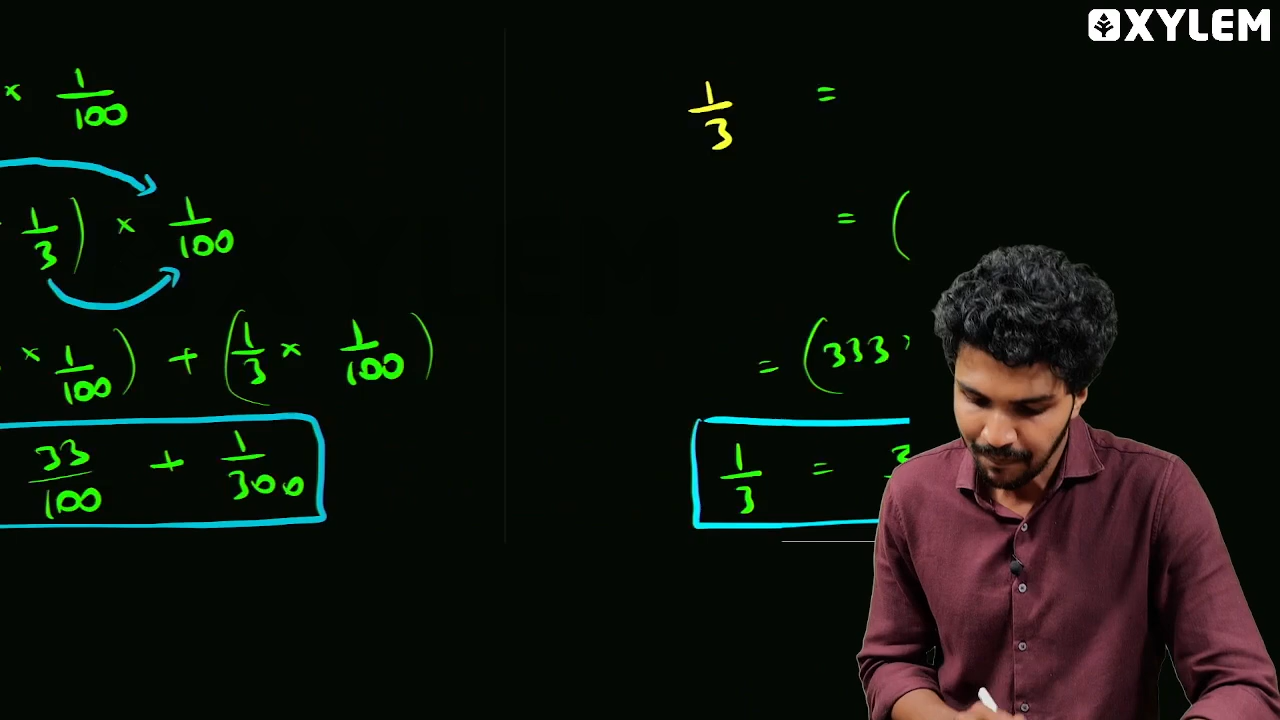 XYLEM
× 1/100
1/3 ) × 1/100
× 1/100 ) + ( 1/3 × 1/100 )
33/100 + 1/300
1/3 =
= (
= ( 333
1/3 =